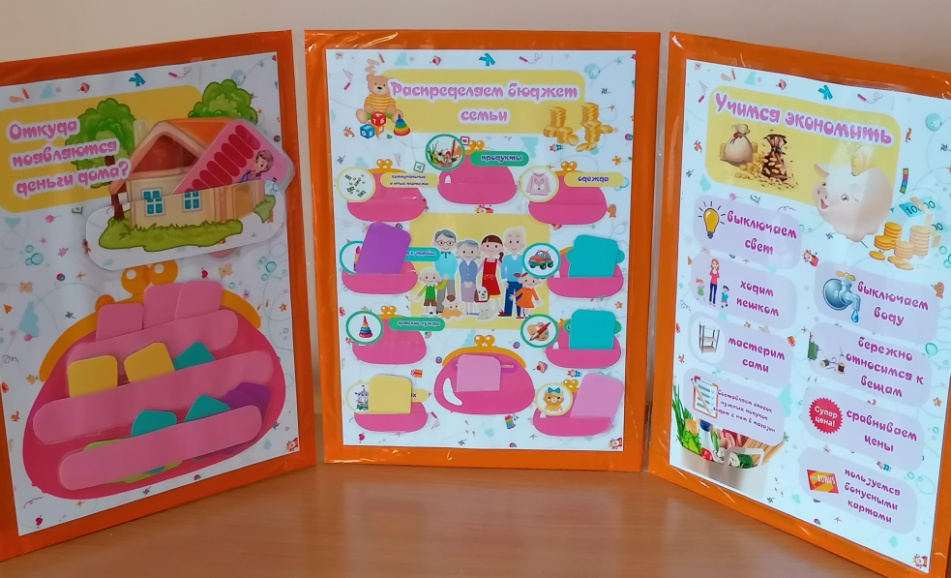 Откуда
появляются
деньги дома?
Распределяем бюджет
семьи
продукты
коммунальные
одежда
Учимся экономить
выключаем
свет
ходим
пешком
мастерим
сами
выключаем
воду
бережно
относимся к
вещам
Супер
цена!
сравниваем
цены
пользуемся
бонусными
картами